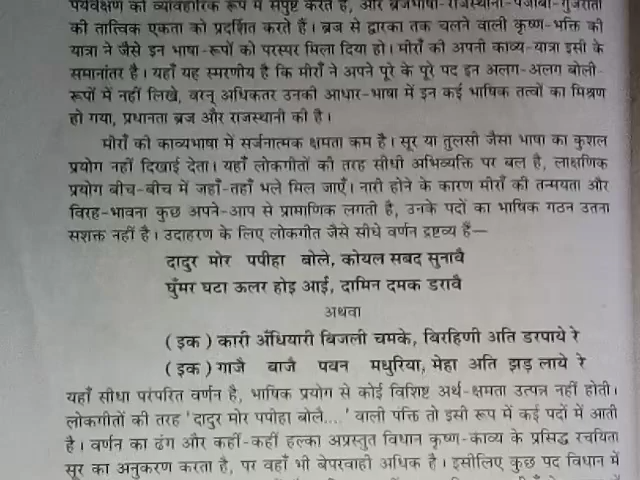 पर्यवेक्षण को व्यावहारिक रूप में संपुष्ट करते हैं, और ब्रजभाषा-राजस्थानी-पंजाबी-गुजराती
की तात्त्विक एकता को प्रदर्शित करते हैं। ब्रज से द्वारका तक चलने वाली कृष्ण-भक्ति की
यात्रा ने जैसे इन भाषा-रूपों को परस्पर मिला दिया हो। मीराँ की अपनी काव्य-यात्रा इसी के
समानांतर है। यहाँ यह स्मरणीय है कि मीराँ ने अपने पूरे के पूरे पद इन अलग-अलग बोली-
रूपों में नहीं लिखे, वरन् अधिकतर उनकी आधार-भाषा में इन कई भाषिक तत्वों का मिश्रण
हो गया, प्रधानता ब्रज और राजस्थानी की है।
मीराँ की काव्यभाषा में सर्जनात्मक क्षमता कम है। सूर या तुलसी जैसा भाषा का कुशल
प्रयोग नहीं दिखाई देता। यहाँ लोकगीतों की तरह सीधी अभिव्यक्ति पर बल है, लाक्षणिक
प्रयोग बीच-बीच में जहाँ-तहाँ भले मिल जाएँ। नारी होने के कारण मीराँ की तन्मयता और
विरह-भावना कुछ अपने-आप से प्रामाणिक लगती है, उनके पदों का भाषिक गठन उतना
सशक्त नहीं है। उदाहरण के लिए लोकगीत जैसे सीधे वर्णन द्रष्टव्य हैं—
दादुर मोर पपीहा बोले, कोयल सबद सुनावै
घुँमर घटा ऊलर होइ आई, दामिन दमक डरावै
अथवा
( इक ) कारी अँधियारी बिजली चमके, बिरहिणी अति डरपाये रे
( इक ) गाजै बाजै पवन मधुरिया, मेहा अति झड़ लाये रे
यहाँ सीधा परंपरित वर्णन है, भाषिक प्रयोग से कोई विशिष्ट अर्थ-क्षमता उत्पन्न नहीं होती।
लोकगीतों की तरह 'दादुर मोर पपीहा बोलै....' वाली पंक्ति तो इसी रूप में कई पदों में आती
है। वर्णन का ढंग और कहीं-कहीं हल्का अप्रस्तुत विधान कृष्ण-काव्य के प्रसिद्ध रचयिता
सूर का अनुकरण करता है, पर वहाँ भी बेपरवाही अधिक है। इसीलिए कुछ पद विधान में